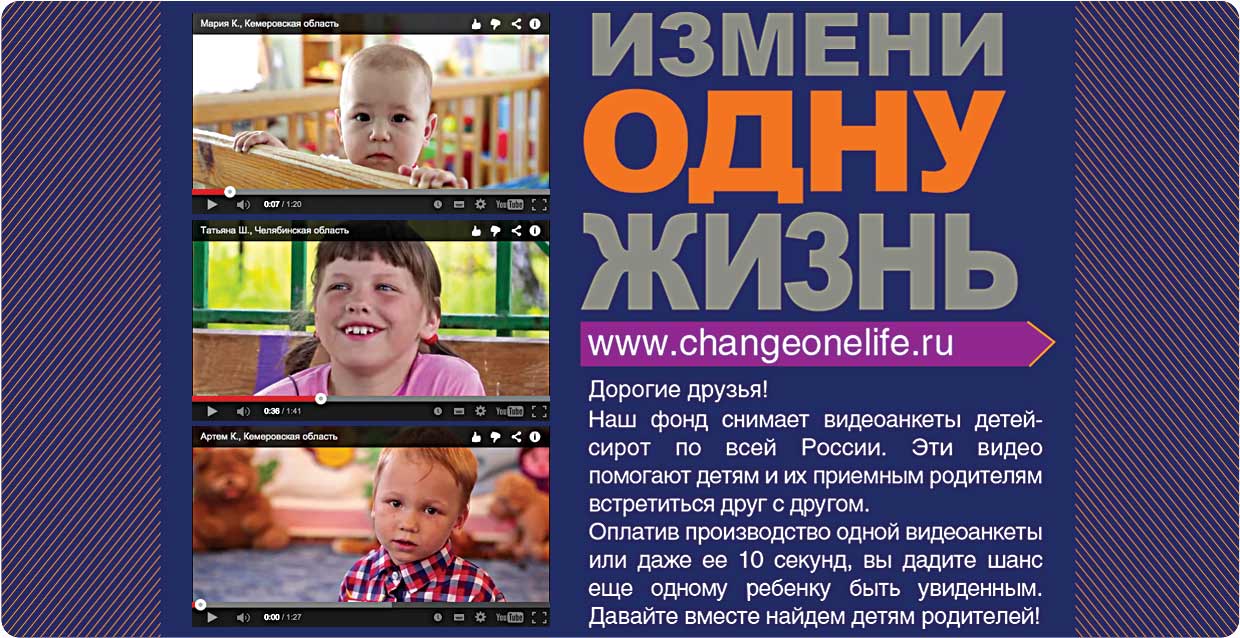 Мария К., Кемеровская область
0:07 / 1:20
YouTube
Татьяна Ш., Челябинская область
0:36 / 1:41
YouTube
Артем К., Кемеровская область
0:00 / 1:27
YouTube
ИЗМЕНИ
ОДНУ
ЖИЗНЬ
www.changeonelife.ru
Дорогие друзья!
Наш фонд снимает видеоанкеты детей-
сирот по всей России. Эти видео
помогают детям и их приемным родителям
встретиться друг с другом.
Оплатив производство одной видеоанкеты
или даже ее 10 секунд, вы дадите шанс
еще одному ребенку быть увиденным.
Давайте вместе найдем детям родителей!